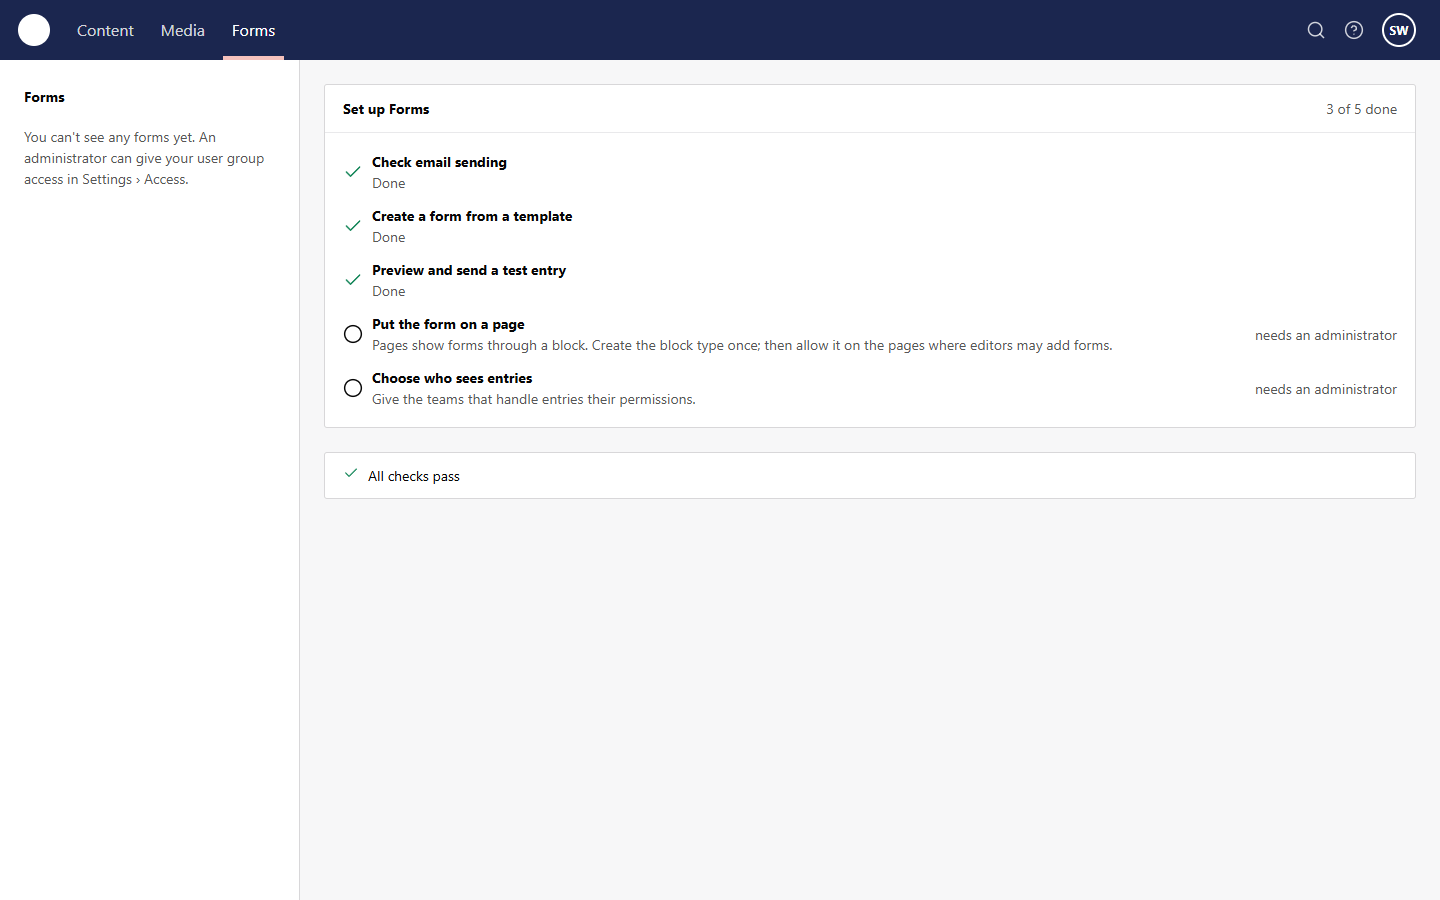 Content Media Forms SW
Forms
You can't see any forms yet. An
administrator can give your user group
access in Settings › Access.
Set up Forms 3 of 5 done
Check email sending
Done
Create a form from a template
Done
Preview and send a test entry
Done
Put the form on a page
Pages show forms through a block. Create the block type once; then allow it on the pages where editors may add forms.
needs an administrator
Choose who sees entries
Give the teams that handle entries their permissions.
needs an administrator
All checks pass